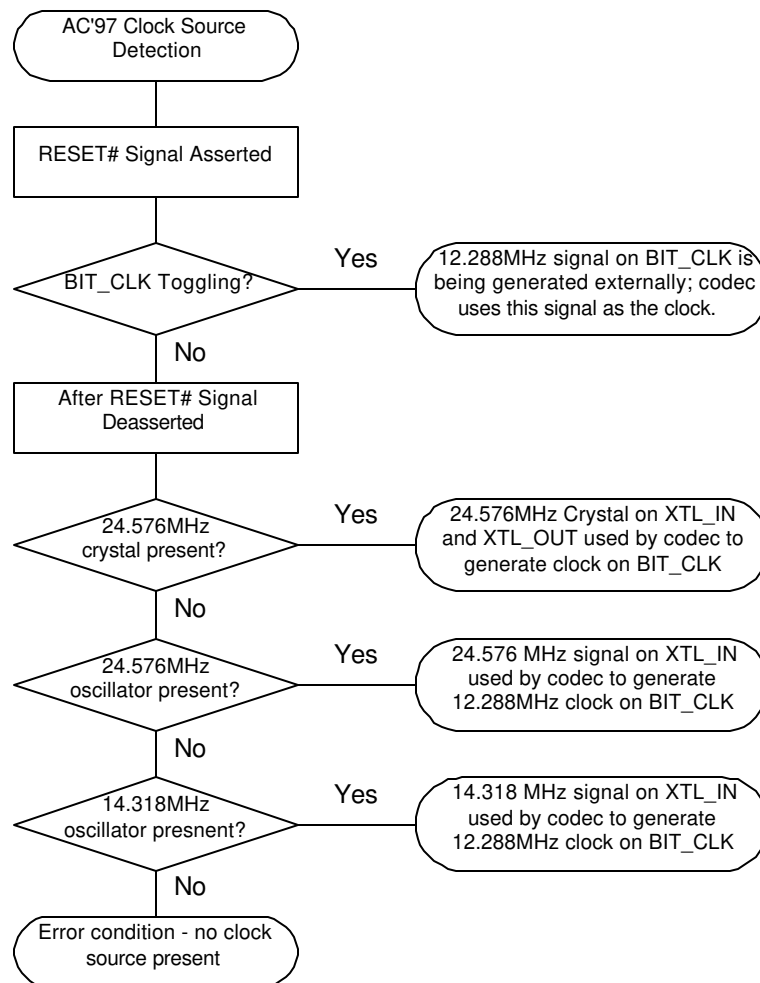 AC'97 Clock Source
Detection
RESET# Signal Asserted
BIT_CLK Toggling?
Yes
12.288MHz signal on BIT_CLK is
being generated externally; codec
uses this signal as the clock.
No
After RESET# Signal
Deasserted
24.576MHz
crystal present?
Yes
24.576MHz Crystal on XTL_IN
and XTL_OUT used by codec to
generate clock on BIT_CLK
No
24.576MHz
oscillator present?
Yes
24.576 MHz signal on XTL_IN
used by codec to generate
12.288MHz clock on BIT_CLK
No
14.318MHz
oscillator presnent?
Yes
14.318 MHz signal on XTL_IN
used by codec to generate
12.288MHz clock on BIT_CLK
No
Error condition - no clock
source present